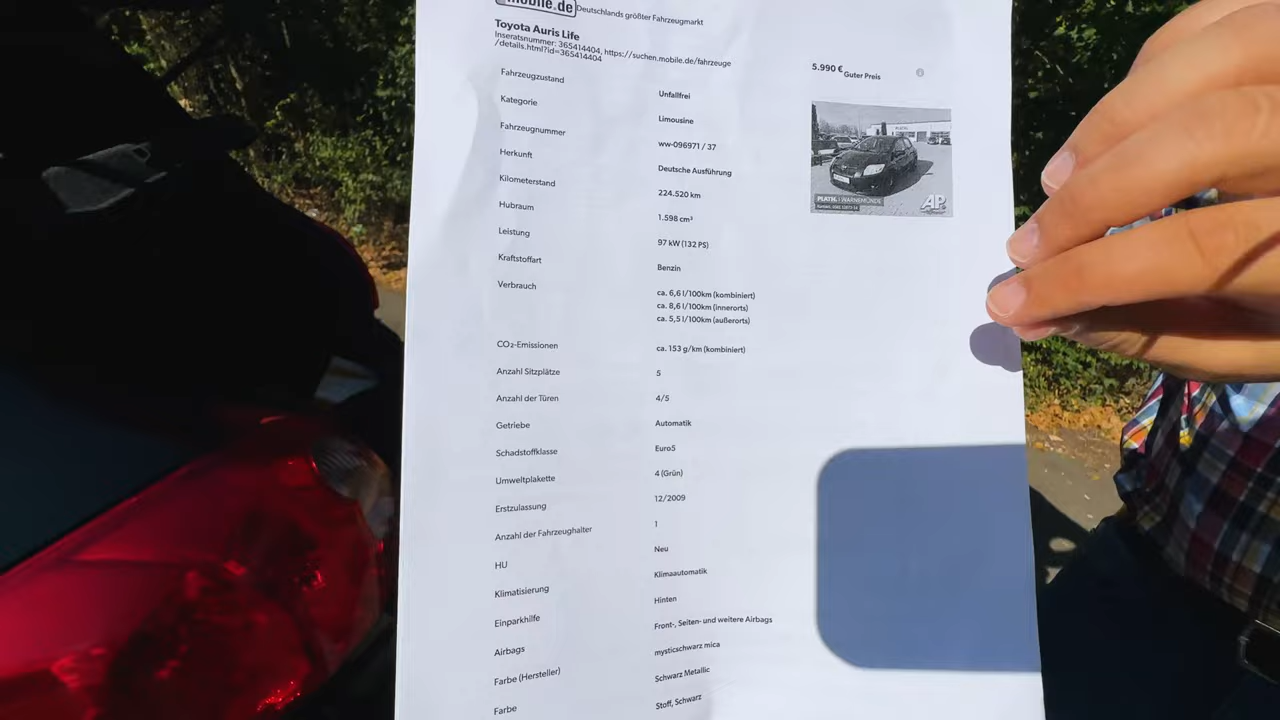 mobile.de Deutschlands größter Fahrzeugmarkt
Toyota Auris Life
Inseratsnummer: 365414404, https://suchen.mobile.de/fahrzeuge
/details.html?id=365414404
5.990 € Guter Preis
Fahrzeugzustand Unfallfrei
Kategorie Limousine
Fahrzeugnummer ww-096971 / 37
Herkunft Deutsche Ausführung
Kilometerstand 224.520 km
Hubraum 1.598 cm³
Leistung 97 kW (132 PS)
Kraftstoffart Benzin
Verbrauch ca. 6,6 l/100km (kombiniert)
ca. 8,6 l/100km (innerorts)
ca. 5,5 l/100km (außerorts)
CO₂-Emissionen ca. 153 g/km (kombiniert)
Anzahl Sitzplätze 5
Anzahl der Türen 4/5
Getriebe Automatik
Schadstoffklasse Euro5
Umweltplakette 4 (Grün)
Erstzulassung 12/2009
Anzahl der Fahrzeughalter 1
HU Neu
Klimatisierung Klimaautomatik
Einparkhilfe Hinten
Airbags Front-, Seiten- und weitere Airbags
Farbe (Hersteller) mysticschwarz mica
Farbe Schwarz Metallic
Stoff, Schwarz
PLATH. | WARNEMÜNDE
AP